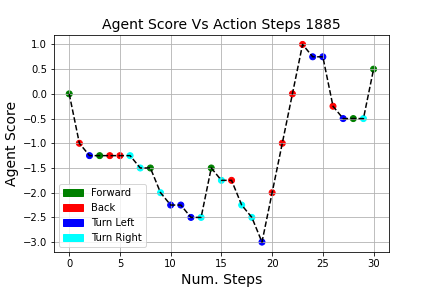 Agent Score Vs Action Steps 1885
Agent Score
1.0
0.5
0.0
−0.5
−1.0
−1.5
−2.0
−2.5
−3.0
Forward
Back
Turn Left
Turn Right
0 5 10 15 20 25 30
Num. Steps